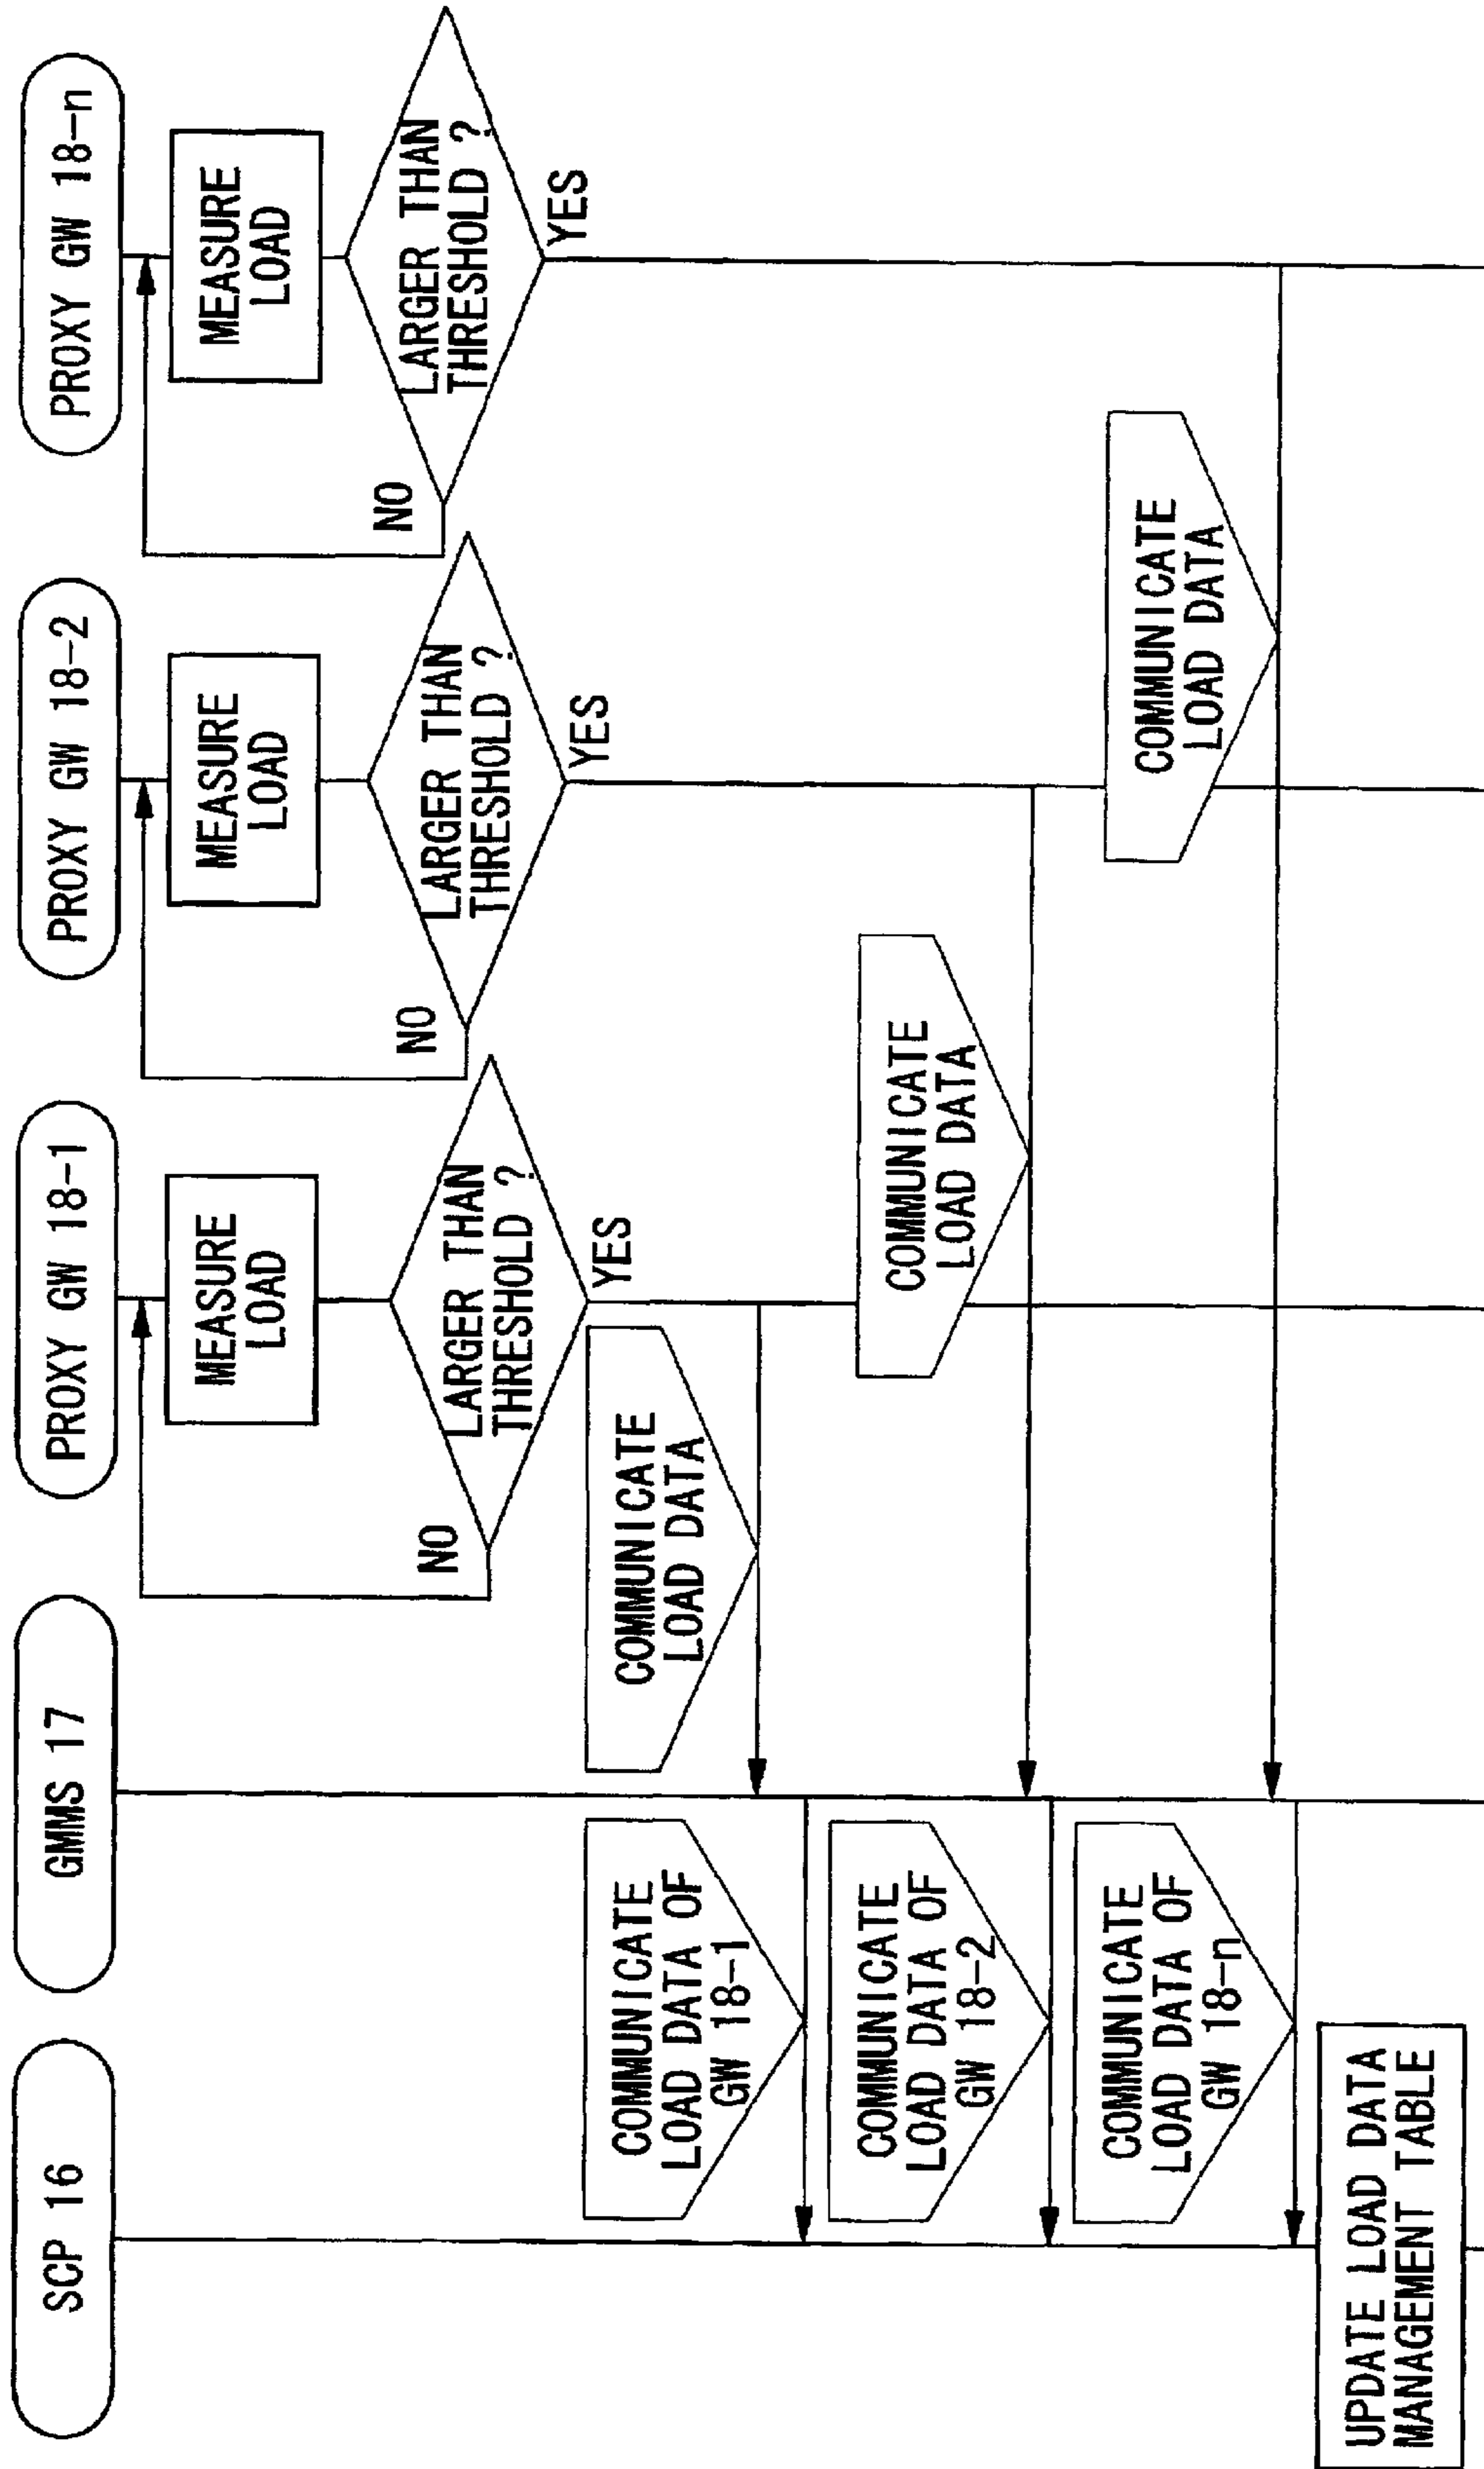 SCP 16
GMMS 17
PROXY GW 18-1
PROXY GW 18-2
PROXY GW 18-n
MEASURE
LOAD
MEASURE
LOAD
MEASURE
LOAD
NO
LARGER THAN
THRESHOLD ?
YES
NO
LARGER THAN
THRESHOLD ?
YES
NO
LARGER THAN
THRESHOLD ?
YES
COMMUNICATE
LOAD DATA
COMMUNICATE
LOAD DATA OF
GW 18-1
COMMUNICATE
LOAD DATA
COMMUNICATE
LOAD DATA OF
GW 18-2
COMMUNICATE
LOAD DATA
COMMUNICATE
LOAD DATA OF
GW 18-n
UPDATE LOAD DATA
MANAGEMENT TABLE